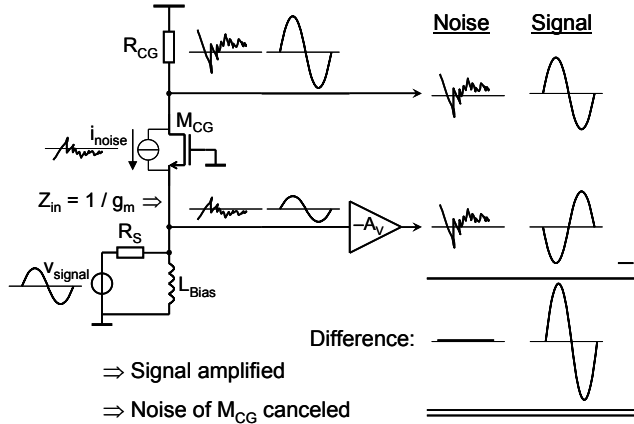 Noise Signal
R_CG
M_CG
i_noise
Z_in = 1 / g_m ⇒
–A_V
R_S
v_signal
L_Bias
–
Difference:
⇒ Signal amplified
⇒ Noise of M_CG canceled